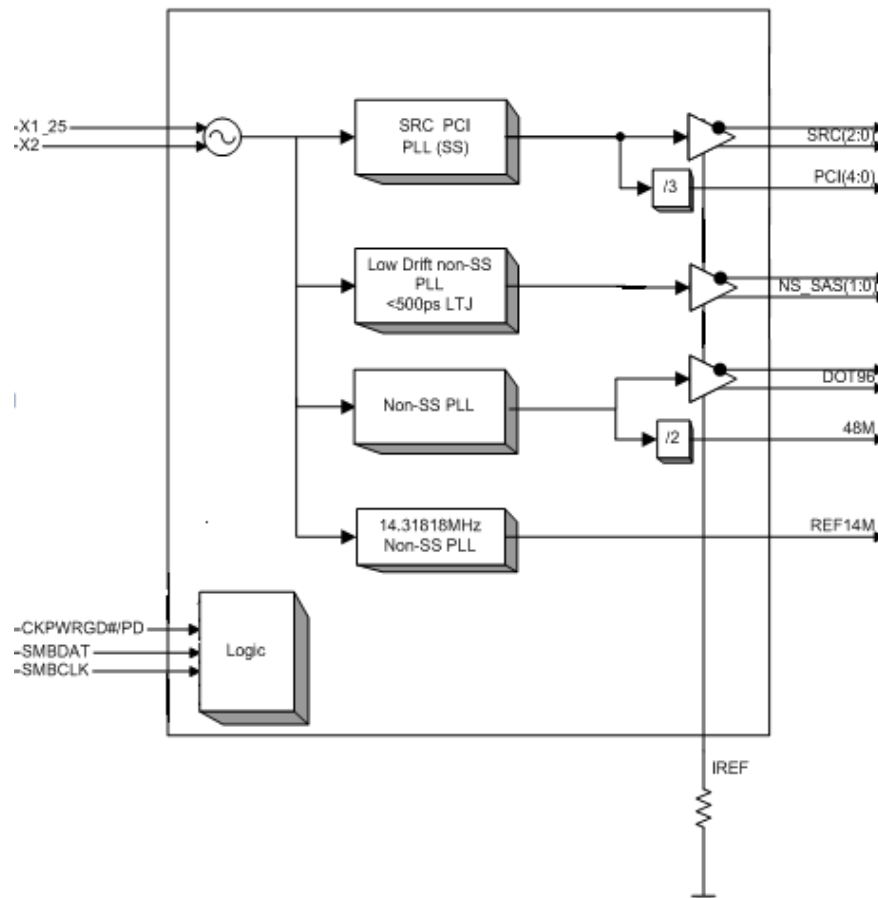 X1_25
X2
SRC PCI
PLL (SS)
SRC(2:0)
/3
PCI(4:0)
Low Drift non-SS
PLL
<500ps LTJ
NS_SAS(1:0)
Non-SS PLL
DOT96
/2
48M
14.31818MHz
Non-SS PLL
REF14M
CKPWRGD#/PD
SMBDAT
SMBCLK
Logic
IREF